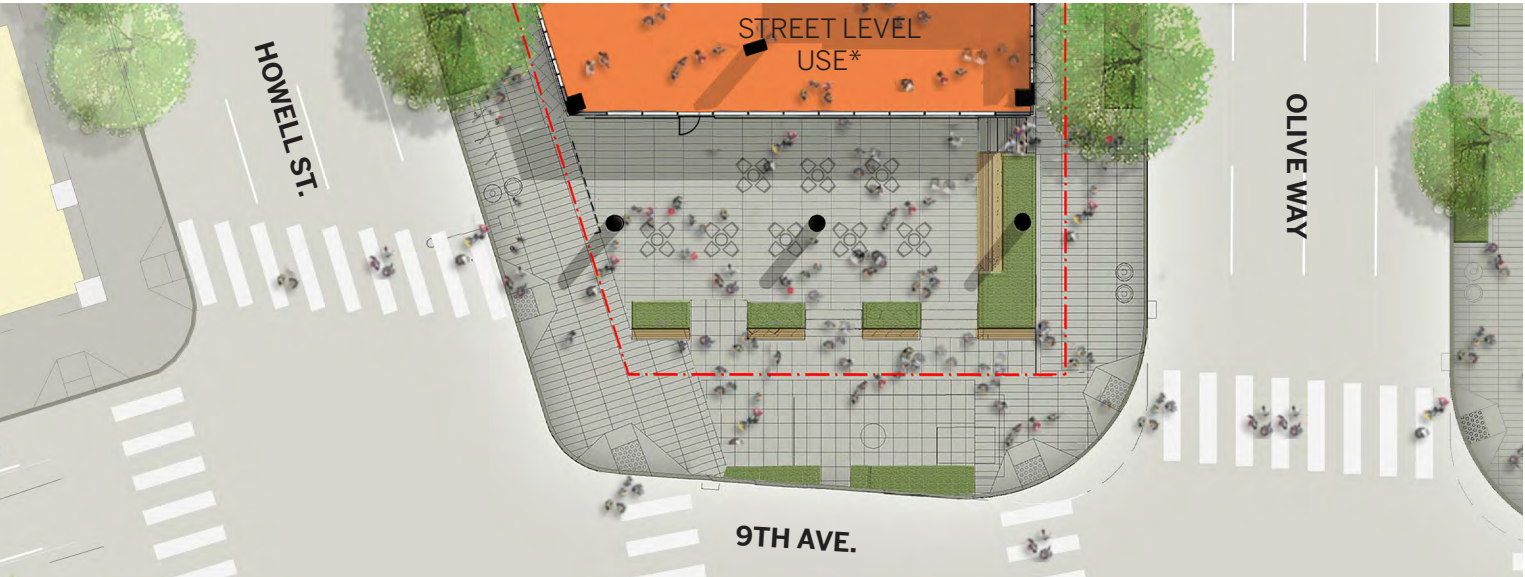 STREET LEVEL
USE*
HOWELL ST.
OLIVE WAY
9TH AVE.